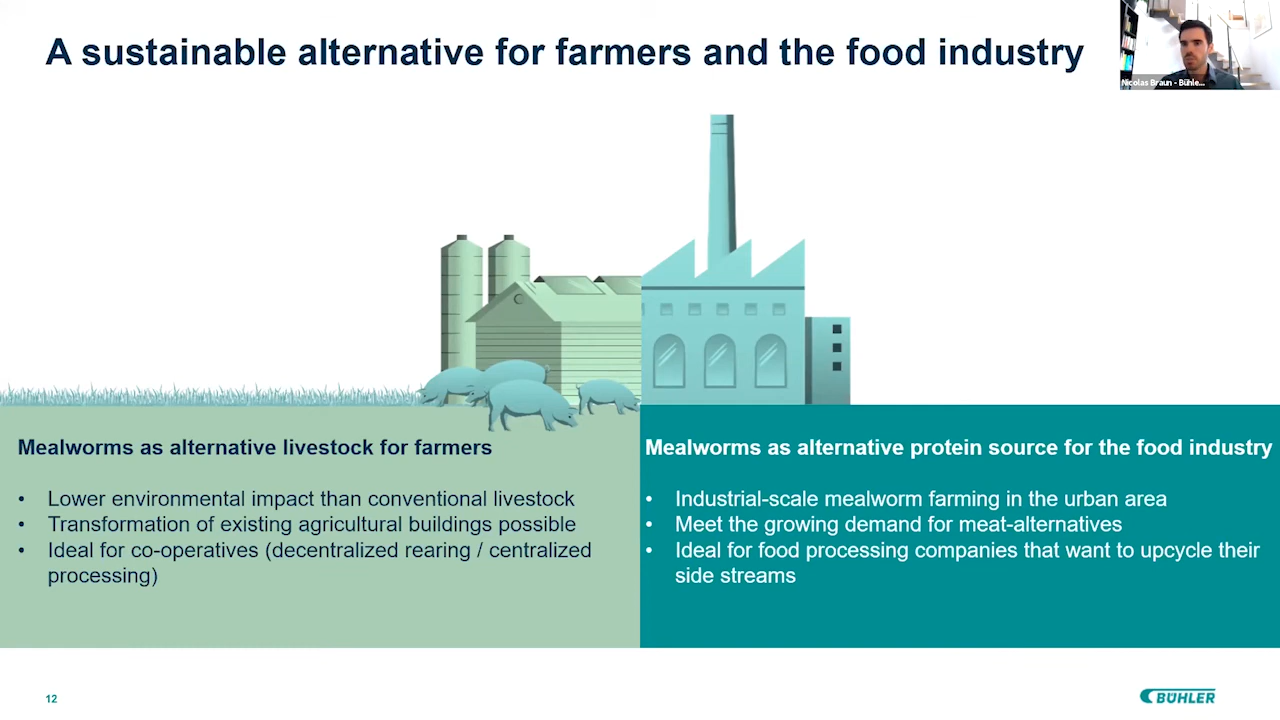 A sustainable alternative for farmers and the food industry
Nicolas Braun - Bühle...
Mealworms as alternative livestock for farmers
• Lower environmental impact than conventional livestock
• Transformation of existing agricultural buildings possible
• Ideal for co-operatives (decentralized rearing / centralized
processing)
Mealworms as alternative protein source for the food industry
• Industrial-scale mealworm farming in the urban area
• Meet the growing demand for meat-alternatives
• Ideal for food processing companies that want to upcycle their
side streams
12
BÜHLER